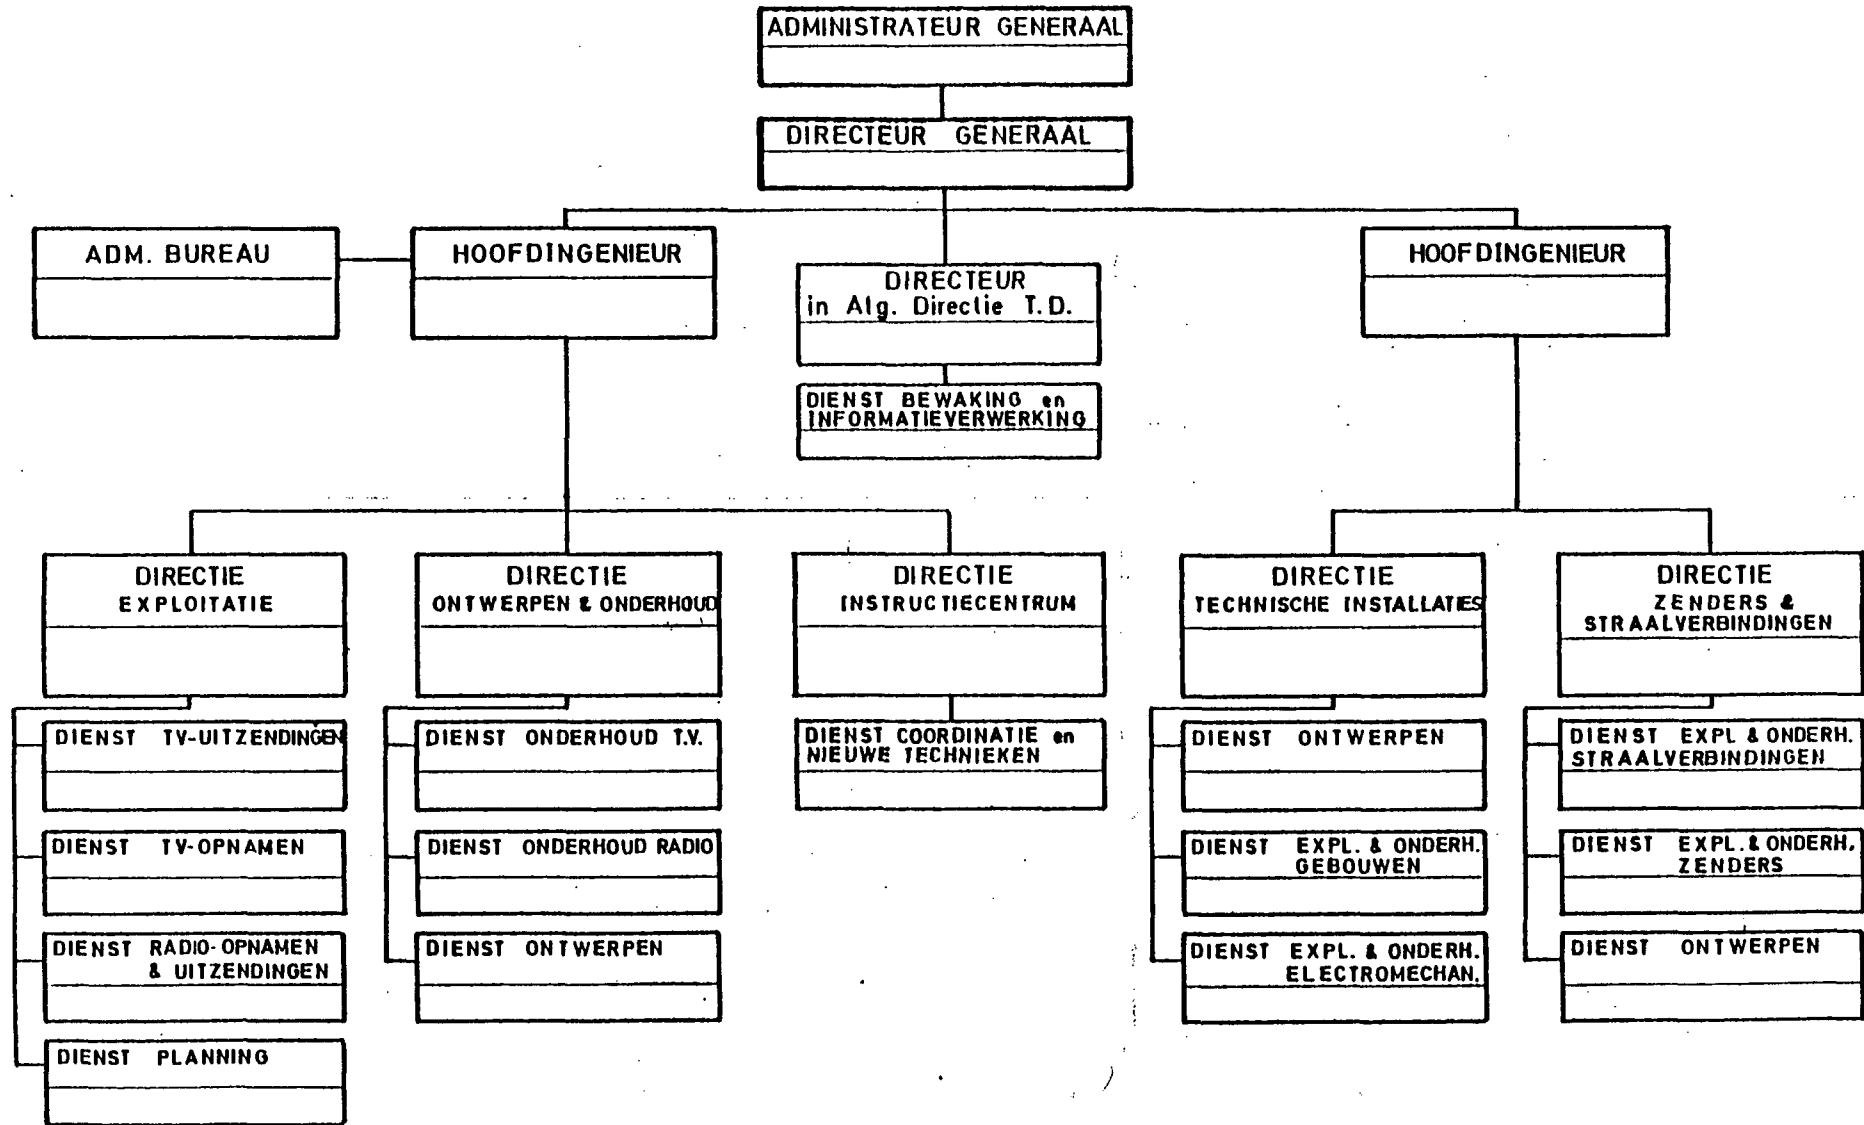 ADMINISTRATEUR GENERAAL
DIRECTEUR GENERAAL
ADM. BUREAU
HOOFDINGENIEUR
DIRECTEUR
in Alg. Directie T.D.
HOOFDINGENIEUR
DIENST BEWAKING en
INFORMATIEVERWERKING
DIRECTIE
EXPLOITATIE
DIRECTIE
ONTWERPEN & ONDERHOUD
DIRECTIE
INSTRUCTIECENTRUM
DIRECTIE
TECHNISCHE INSTALLATIES
DIRECTIE
ZENDERS &
STRAALVERBINDINGEN
DIENST TV-UITZENDINGEN
DIENST TV-OPNAMEN
DIENST RADIO-OPNAMEN
& UITZENDINGEN
DIENST PLANNING
DIENST ONDERHOUD T.V.
DIENST ONDERHOUD RADIO
DIENST ONTWERPEN
DIENST COORDINATIE en
NIEUWE TECHNIEKEN
DIENST ONTWERPEN
DIENST EXPL. & ONDERH.
GEBOUWEN
DIENST EXPL. & ONDERH.
ELECTROMECHAN.
DIENST EXPL & ONDERH.
STRAALVERBINDINGEN
DIENST EXPL. & ONDERH.
ZENDERS
DIENST ONTWERPEN